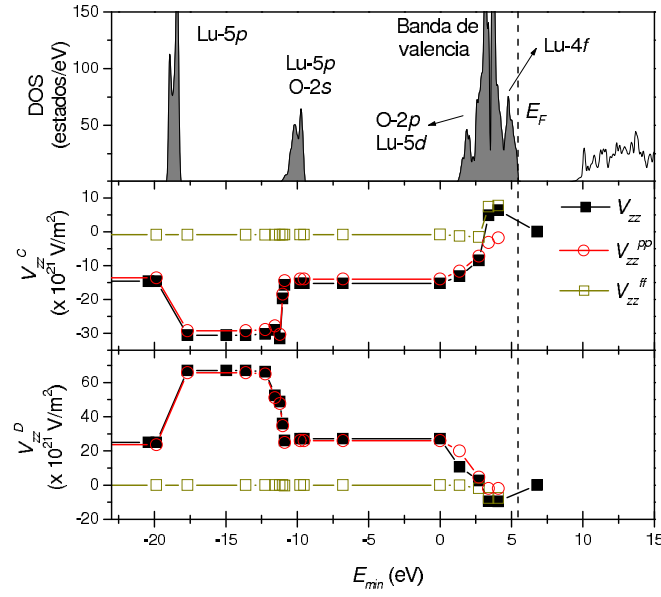 150
100
50
DOS
(estados/eV)
Lu-5p
Lu-5p
O-2s
Banda de
valencia
O-2p
Lu-5d
Lu-4f
E_F
10
0
-10
-20
-30
V_zz^C
(x 10^21 V/m^2)
V_zz
V_zz^pp
V_zz^ff
60
40
20
0
-20
V_zz^D
(x 10^21 V/m^2)
-20 -15 -10 -5 0 5 10 15
E_min (eV)